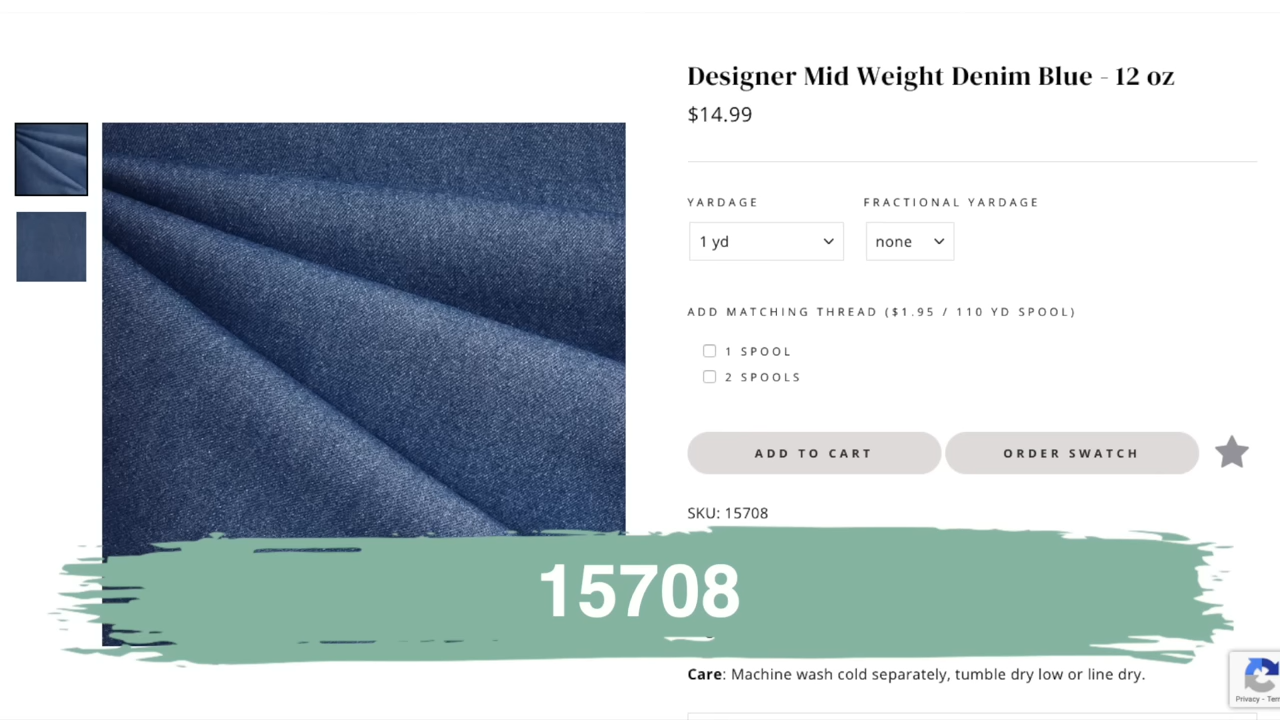 Designer Mid Weight Denim Blue - 12 oz
$14.99
YARDAGE FRACTIONAL YARDAGE
1 yd none
ADD MATCHING THREAD ($1.95 / 110 YD SPOOL)
1 SPOOL
2 SPOOLS
ADD TO CART ORDER SWATCH
SKU: 15708
15708
Care: Machine wash cold separately, tumble dry low or line dry.
Privacy -